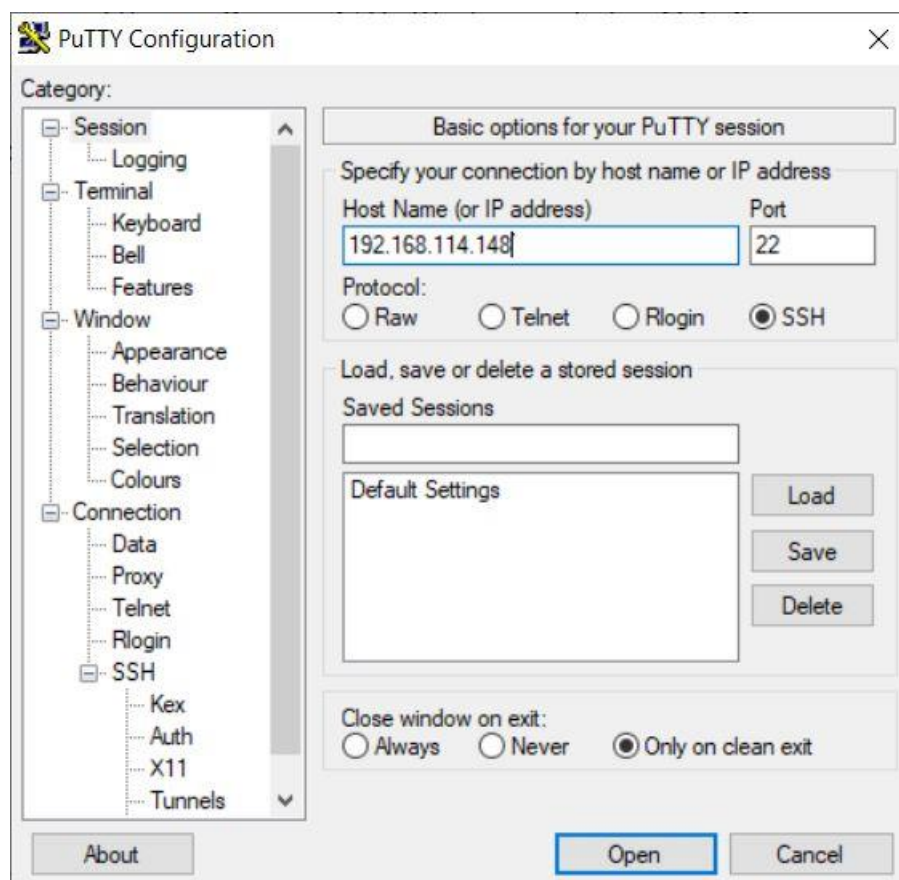 PuTTY Configuration
Category:
Session
Logging
Terminal
Keyboard
Bell
Features
Window
Appearance
Behaviour
Translation
Selection
Colours
Connection
Data
Proxy
Telnet
Rlogin
SSH
Kex
Auth
X11
Tunnels
Basic options for your PuTTY session
Specify your connection by host name or IP address
Host Name (or IP address) Port
192.168.114.148 22
Protocol:
Raw Telnet Rlogin SSH
Load, save or delete a stored session
Saved Sessions
Default Settings
Load
Save
Delete
Close window on exit:
Always Never Only on clean exit
About Open Cancel